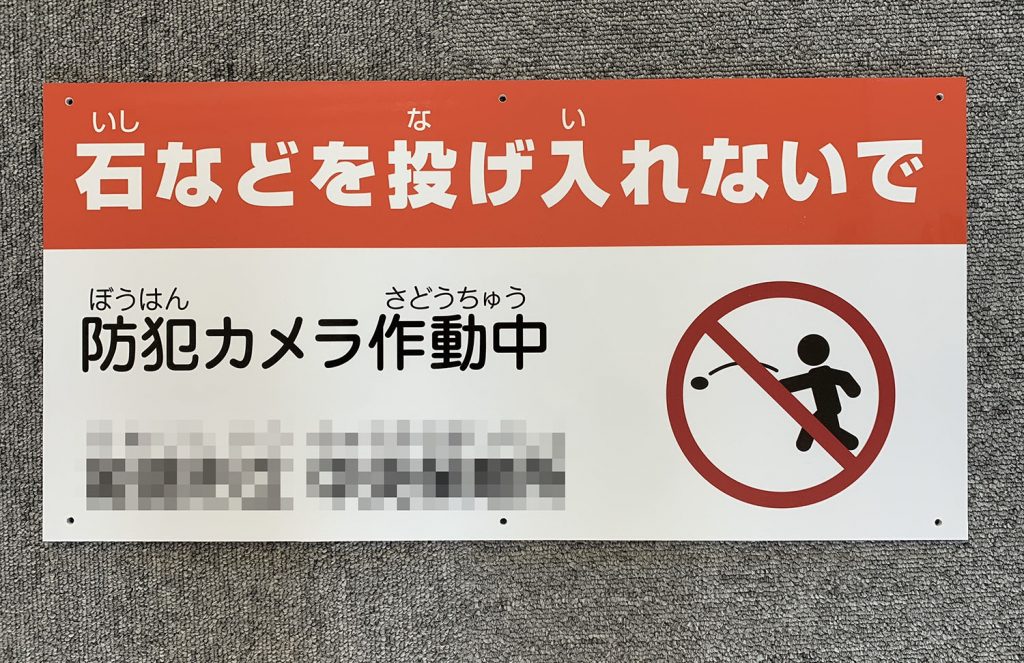 いし な い
石などを投げ入れないで
ぼうはん さどうちゅう
防犯カメラ作動中